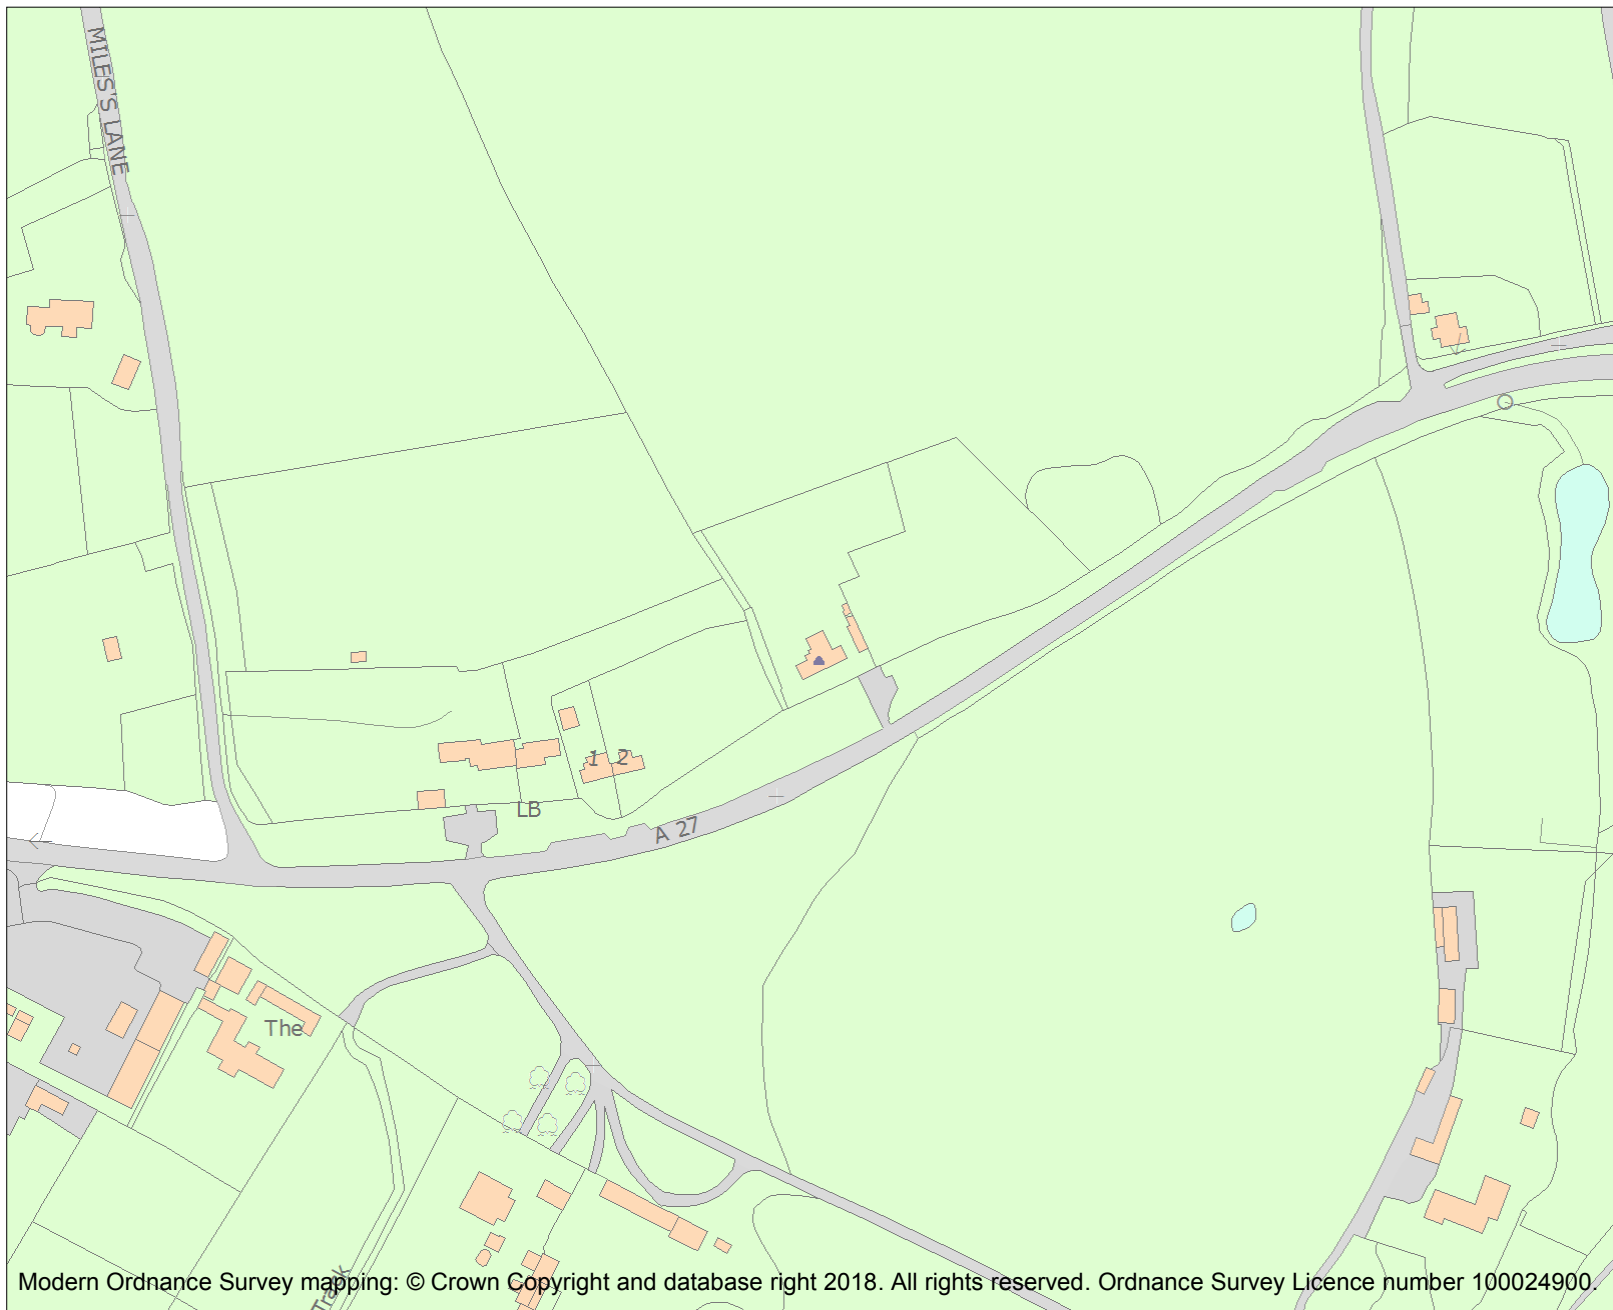 MILES'S LANE
1 2
LB
A 27
The
Track
Modern Ordnance Survey mapping: © Crown Copyright and database right 2018. All rights reserved. Ordnance Survey Licence number 100024900.